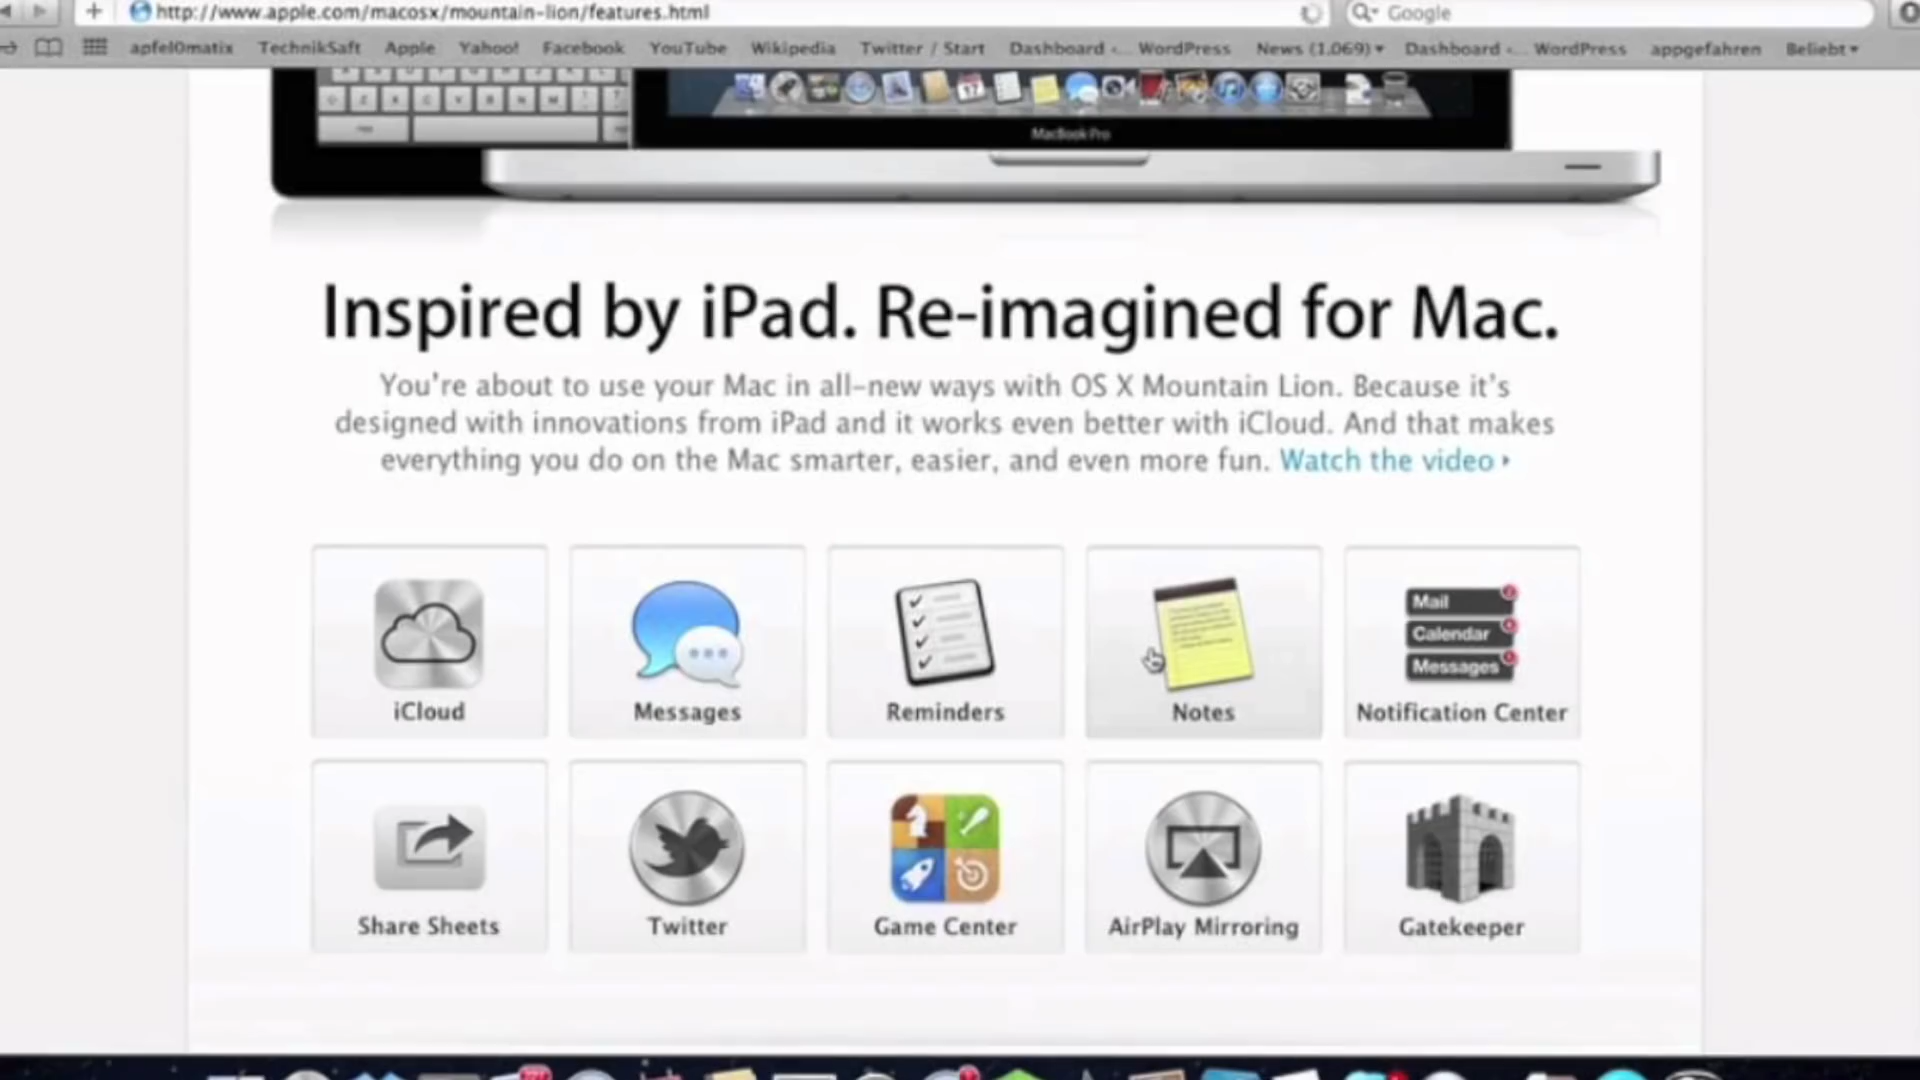 http://www.apple.com/macosx/mountain-lion/features.html
Google
apfel0matix TechnikSaft Apple Yahoo! Facebook YouTube Wikipedia Twitter / Start Dashboard ‹... WordPress News (1.069) Dashboard ‹... WordPress appgefahren Beliebt
MacBook Pro
Inspired by iPad. Re-imagined for Mac.
You're about to use your Mac in all-new ways with OS X Mountain Lion. Because it's
designed with innovations from iPad and it works even better with iCloud. And that makes
everything you do on the Mac smarter, easier, and even more fun. Watch the video
Mail
Calendar
Messages
iCloud Messages Reminders Notes Notification Center
Share Sheets Twitter Game Center AirPlay Mirroring Gatekeeper